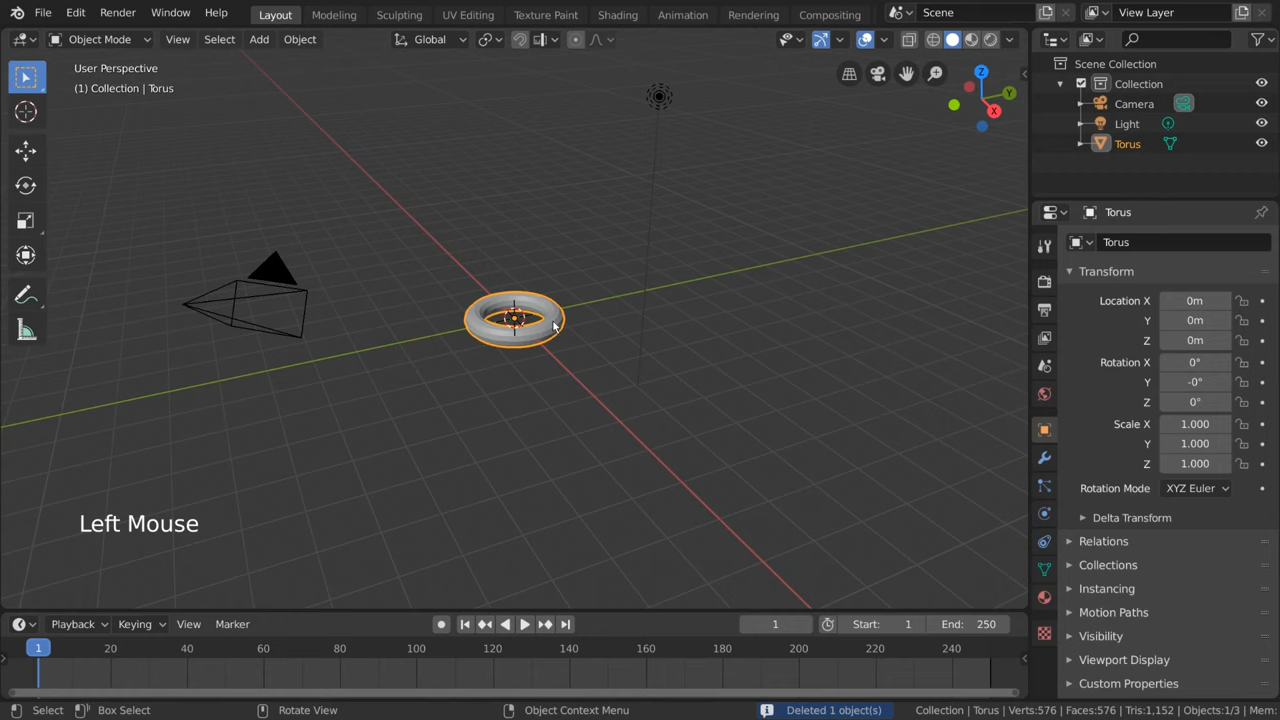 File Edit Render Window Help Layout Modeling Sculpting UV Editing Texture Paint Shading Animation Rendering Compositing Scene View Layer
Object Mode View Select Add Object Global
User Perspective
(1) Collection | Torus
Z
Y
X
Scene Collection
Collection
Camera
Light
Torus
Torus
Torus
Transform
Location X 0m
Y 0m
Z 0m
Rotation X 0°
Y -0°
Z 0°
Scale X 1.000
Y 1.000
Z 1.000
Rotation Mode XYZ Euler
Delta Transform
Relations
Collections
Instancing
Motion Paths
Visibility
Viewport Display
Custom Properties
Left Mouse
Playback Keying View Marker 1 Start: 1 End: 250
1 20 40 60 80 100 120 140 160 180 200 220 240
Select Box Select Rotate View Object Context Menu Deleted 1 object(s) Collection | Torus | Verts:576 | Faces:576 | Tris:1,152 | Objects:1/3 | Mem: